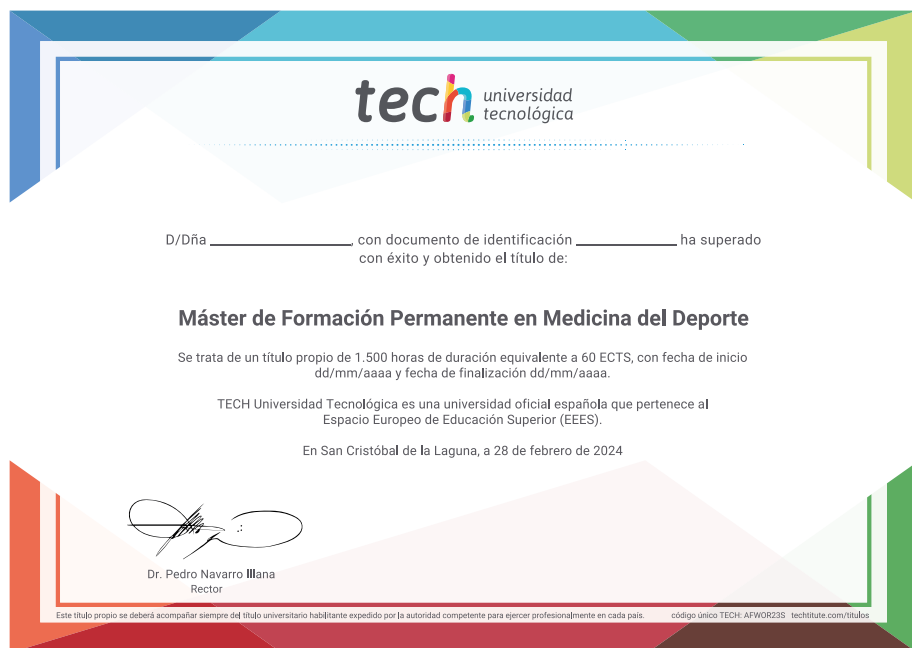 tech universidad
tecnológica
D/Dña ____________, con documento de identificación ____________ ha superado
con éxito y obtenido el título de:
Máster de Formación Permanente en Medicina del Deporte
Se trata de un título propio de 1.500 horas de duración equivalente a 60 ECTS, con fecha de inicio
dd/mm/aaaa y fecha de finalización dd/mm/aaaa.
TECH Universidad Tecnológica es una universidad oficial española que pertenece al
Espacio Europeo de Educación Superior (EEES).
En San Cristóbal de la Laguna, a 28 de febrero de 2024
Dr. Pedro Navarro Illana
Rector
Este título propio se deberá acompañar siempre del título universitario habilitante expedido por la autoridad competente para ejercer profesionalmente en cada país. código único TECH: AFWOR23S techtitute.com/titulos